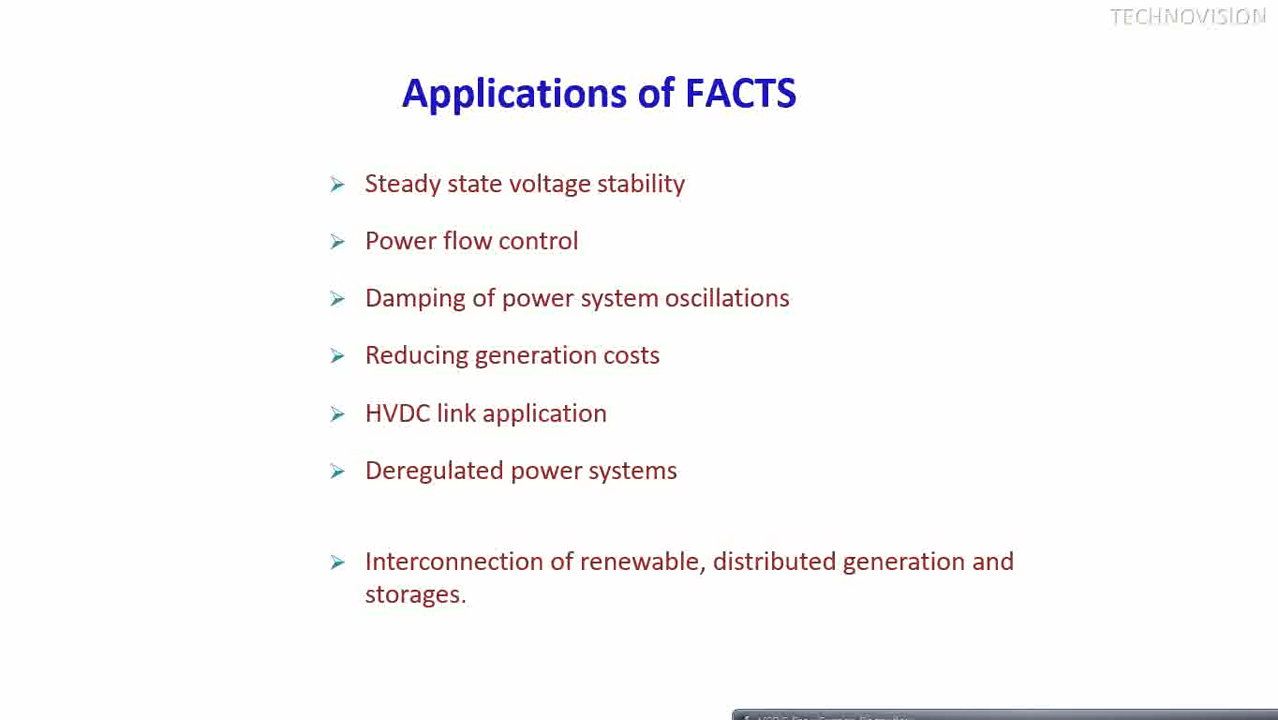 TECHNOVISION
Applications of FACTS
Steady state voltage stability
Power flow control
Damping of power system oscillations
Reducing generation costs
HVDC link application
Deregulated power systems
Interconnection of renewable, distributed generation and
storages.